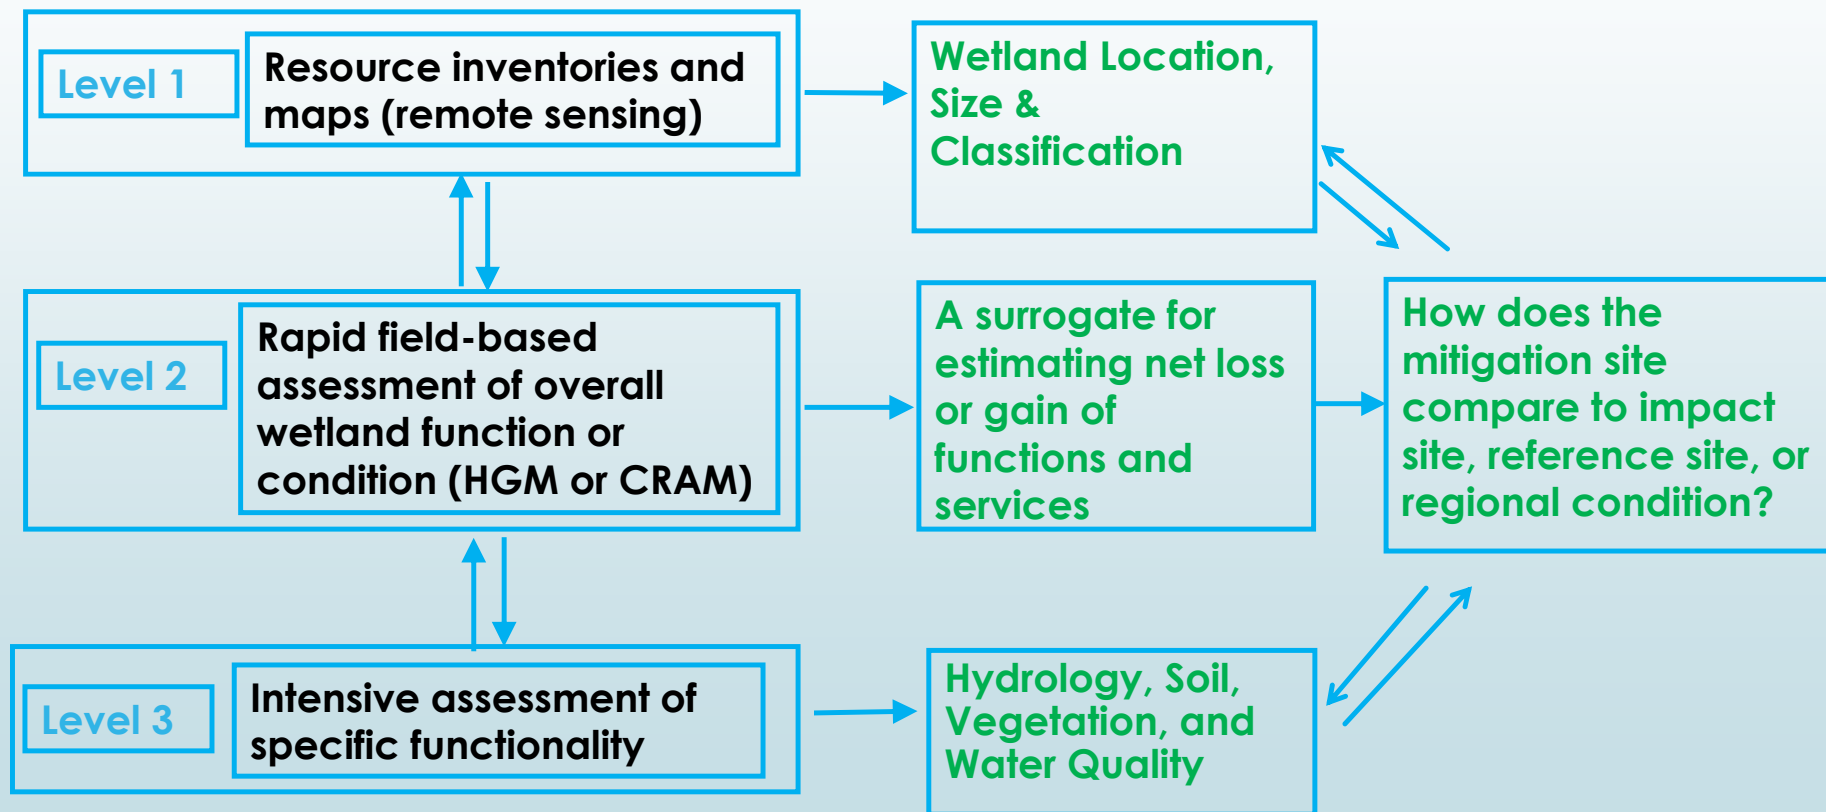 Level 1
Resource inventories and
maps (remote sensing)
Wetland Location,
Size &
Classification
Level 2
Rapid field-based
assessment of overall
wetland function or
condition (HGM or CRAM)
A surrogate for
estimating net loss
or gain of
functions and
services
How does the
mitigation site
compare to impact
site, reference site, or
regional condition?
Level 3
Intensive assessment of
specific functionality
Hydrology, Soil,
Vegetation, and
Water Quality